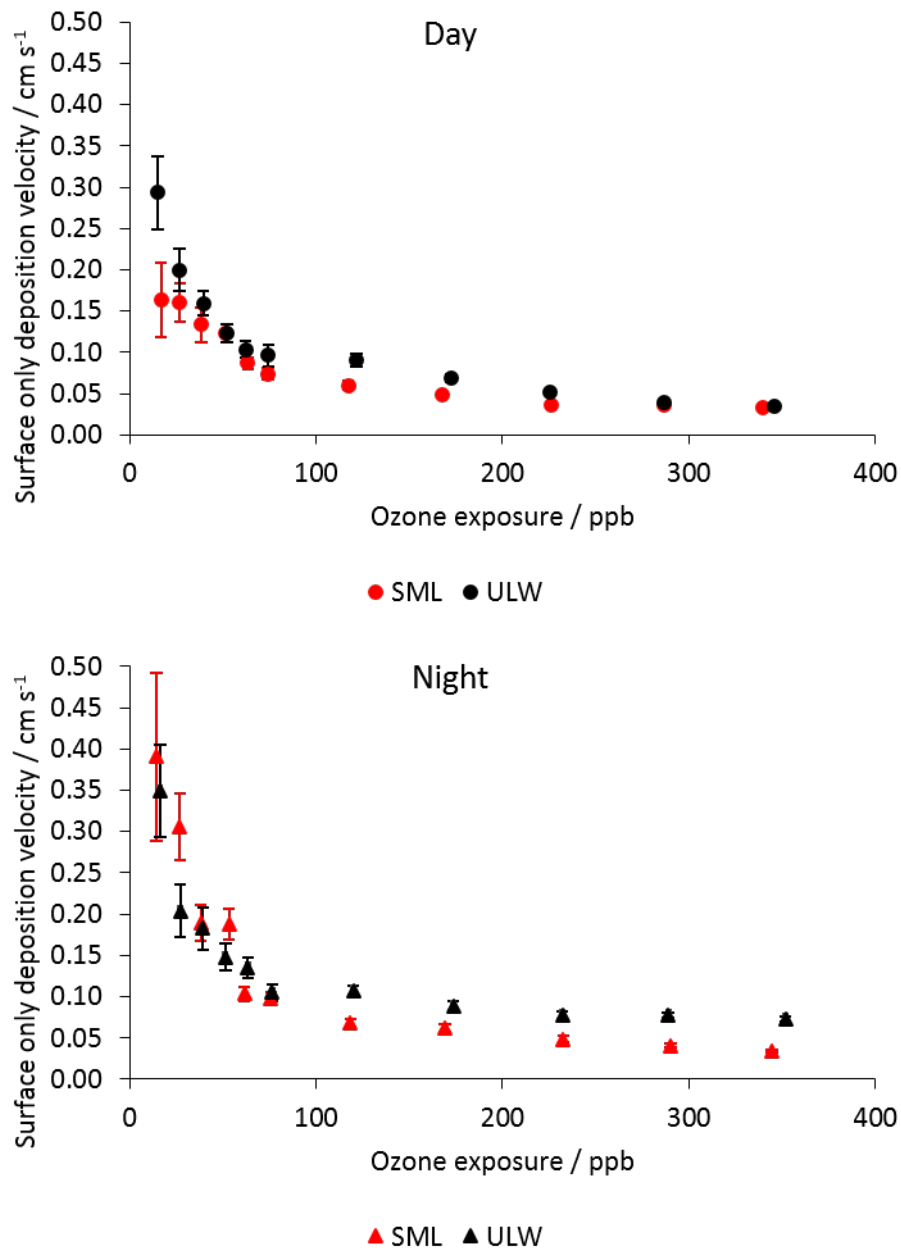 Day
Surface only deposition velocity / cm s⁻¹
0.50
0.45
0.40
0.35
0.30
0.25
0.20
0.15
0.10
0.05
0.00
0 100 200 300 400
Ozone exposure / ppb
SML ULW
Night
Surface only deposition velocity / cm s⁻¹
0.50
0.45
0.40
0.35
0.30
0.25
0.20
0.15
0.10
0.05
0.00
0 100 200 300 400
Ozone exposure / ppb
SML ULW